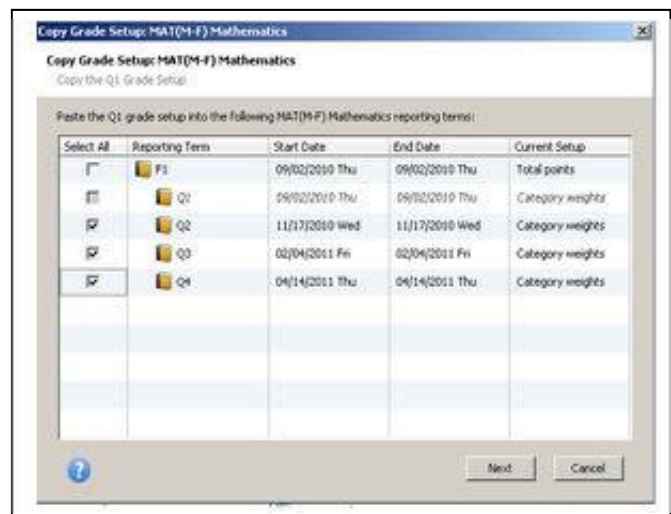 Copy Grade Setup: MAT(M-F) Mathematics
Copy Grade Setup: MAT(M-F) Mathematics
Copy the Q1 Grade Setup
Paste the Q1 grade setup into the following MAT(M-F) Mathematics reporting terms:
Select All Reporting Term Start Date End Date Current Setup
F1 09/02/2010 Thu 09/02/2010 Thu Total points
Q1 09/02/2010 Thu 09/02/2010 Thu Category weights
Q2 11/17/2010 Wed 11/17/2010 Wed Category weights
Q3 02/04/2011 Fri 02/04/2011 Fri Category weights
Q4 04/14/2011 Thu 04/14/2011 Thu Category weights
? Next Cancel